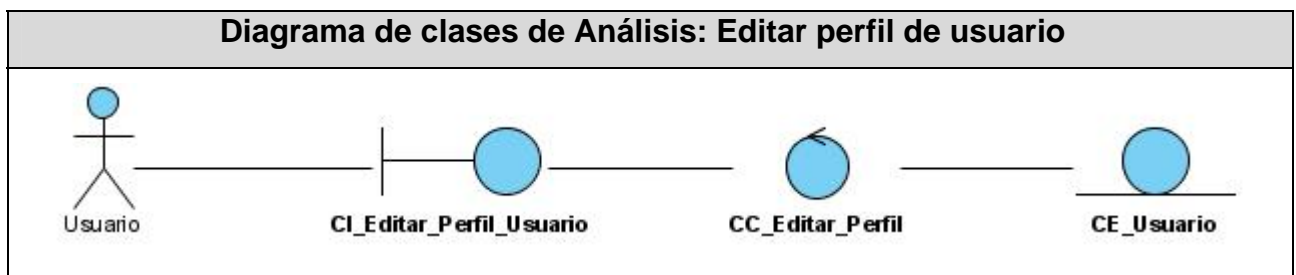 Diagrama de clases de Análisis: Editar perfil de usuario
Usuario
CI_Editar_Perfil_Usuario
CC_Editar_Perfil
CE_Usuario